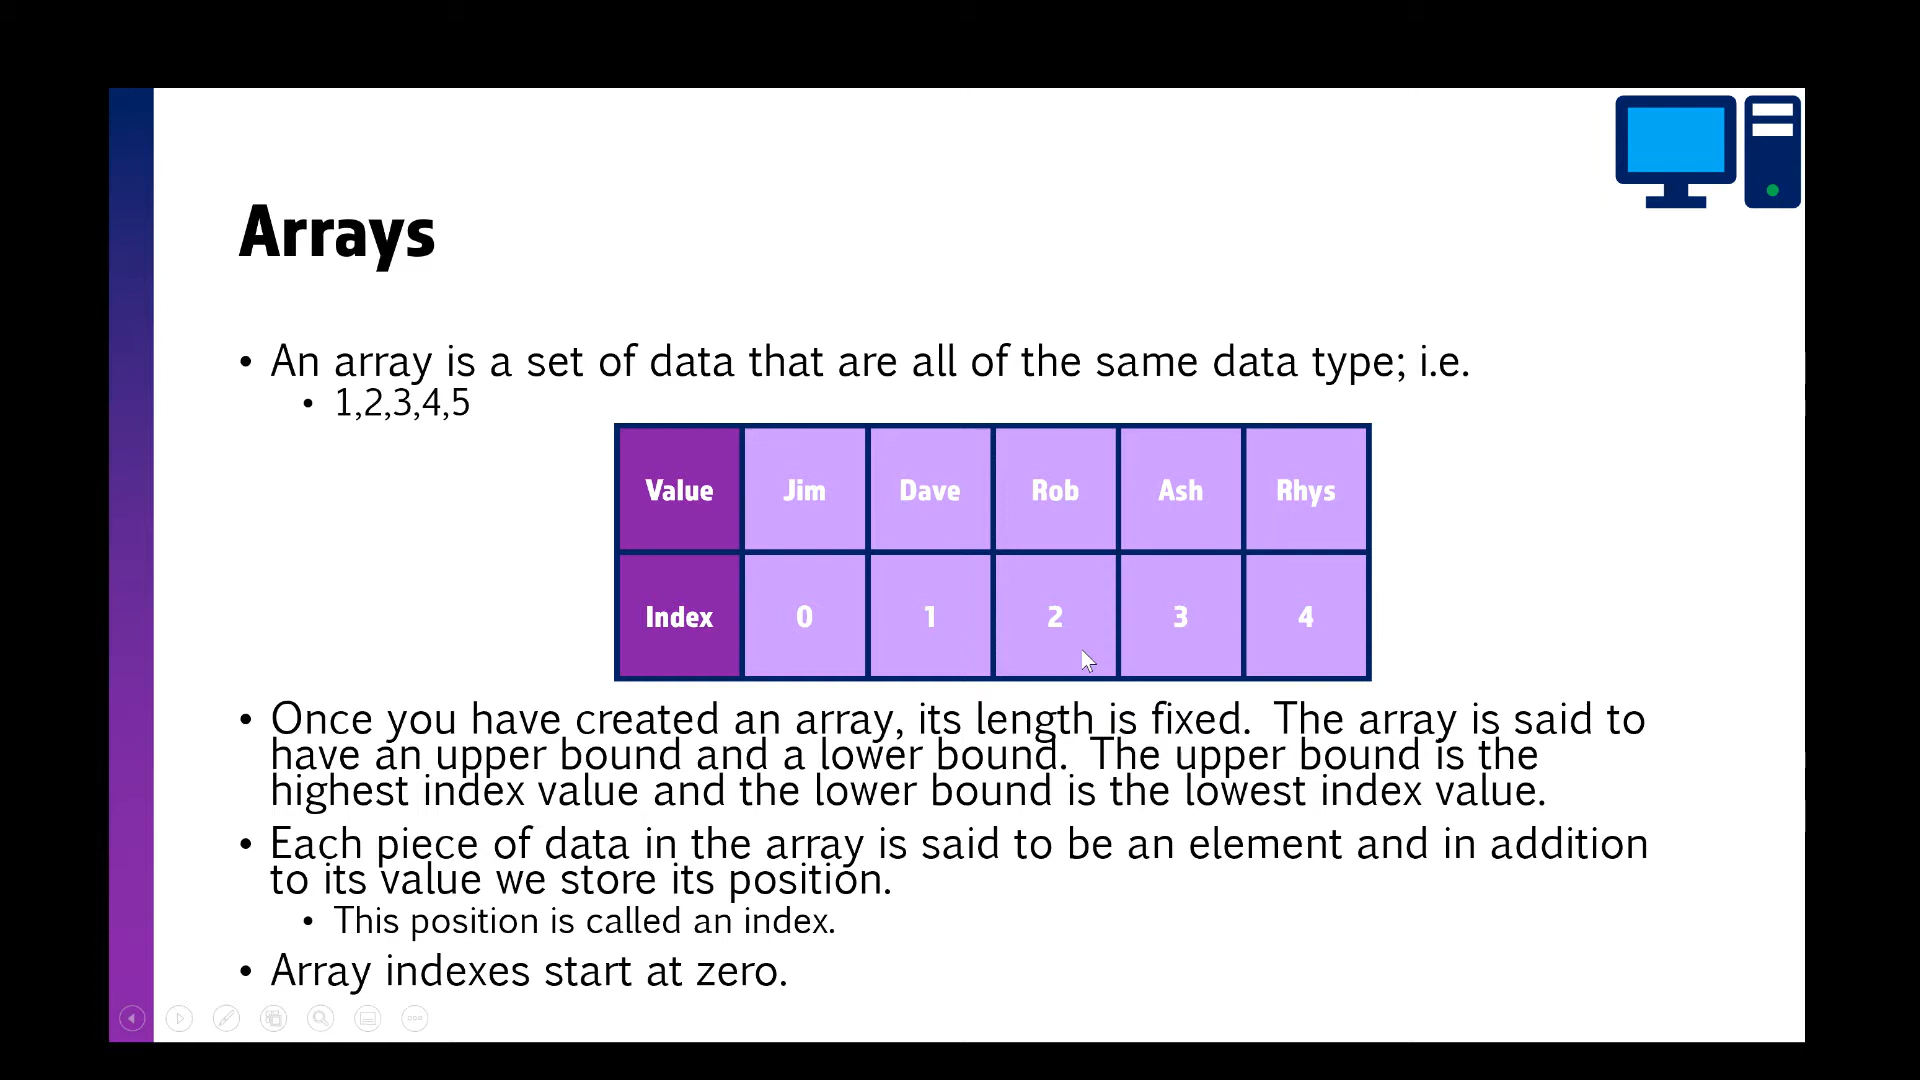 Arrays
• An array is a set of data that are all of the same data type; i.e.
• 1,2,3,4,5
Value Jim Dave Rob Ash Rhys
Index 0 1 2 3 4
• Once you have created an array, its length is fixed. The array is said to
have an upper bound and a lower bound. The upper bound is the
highest index value and the lower bound is the lowest index value.
• Each piece of data in the array is said to be an element and in addition
to its value we store its position.
• This position is called an index.
• Array indexes start at zero.